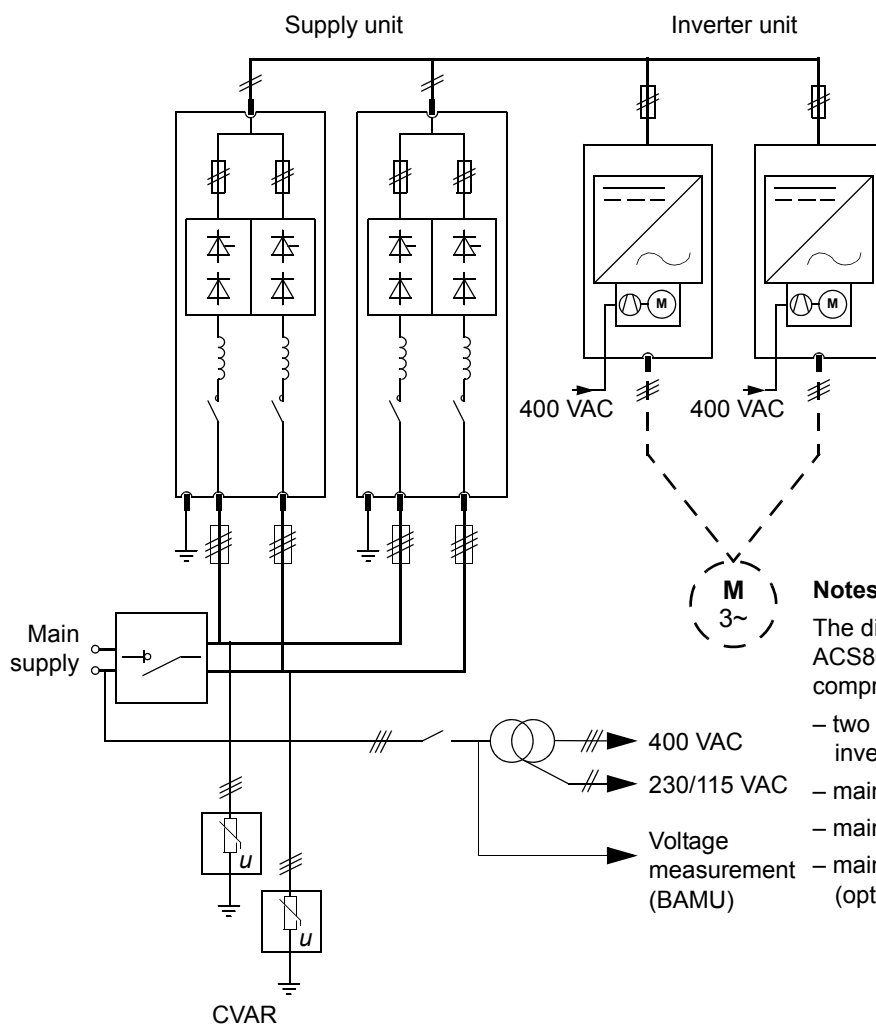 Supply unit
Inverter unit
M
M
400 VAC
400 VAC
M
3~
Main
supply
400 VAC
230/115 VAC
Voltage
measurement
(BAMU)
u
u
CVAR
Notes
The di
ACS8
compr
– two
inve
– main
– main
– main
(opt